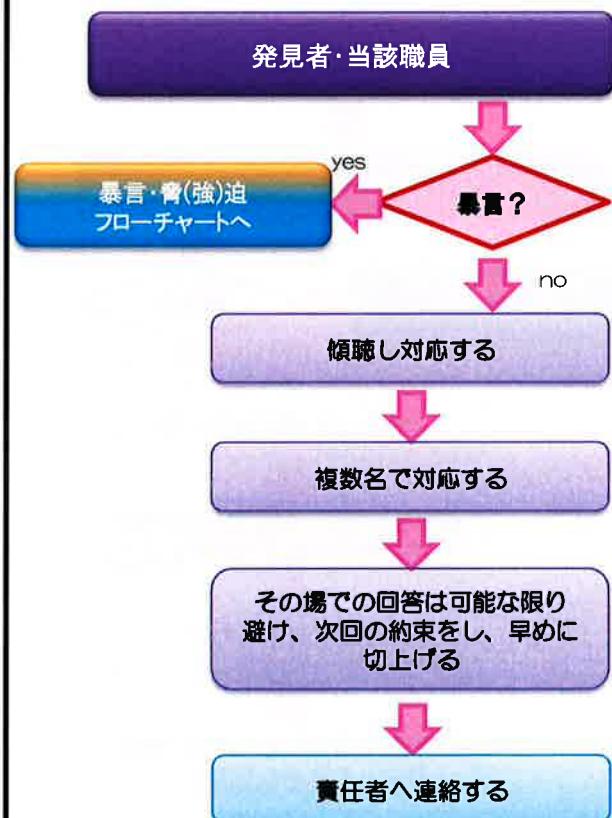 発見者・当該職員
yes
暴言・脅(強)迫
フローチャートへ
暴言？
no
傾聴し対応する
複数名で対応する
その場での回答は可能な限り
避け、次回の約束をし、早めに
切上げる
責任者へ連絡する